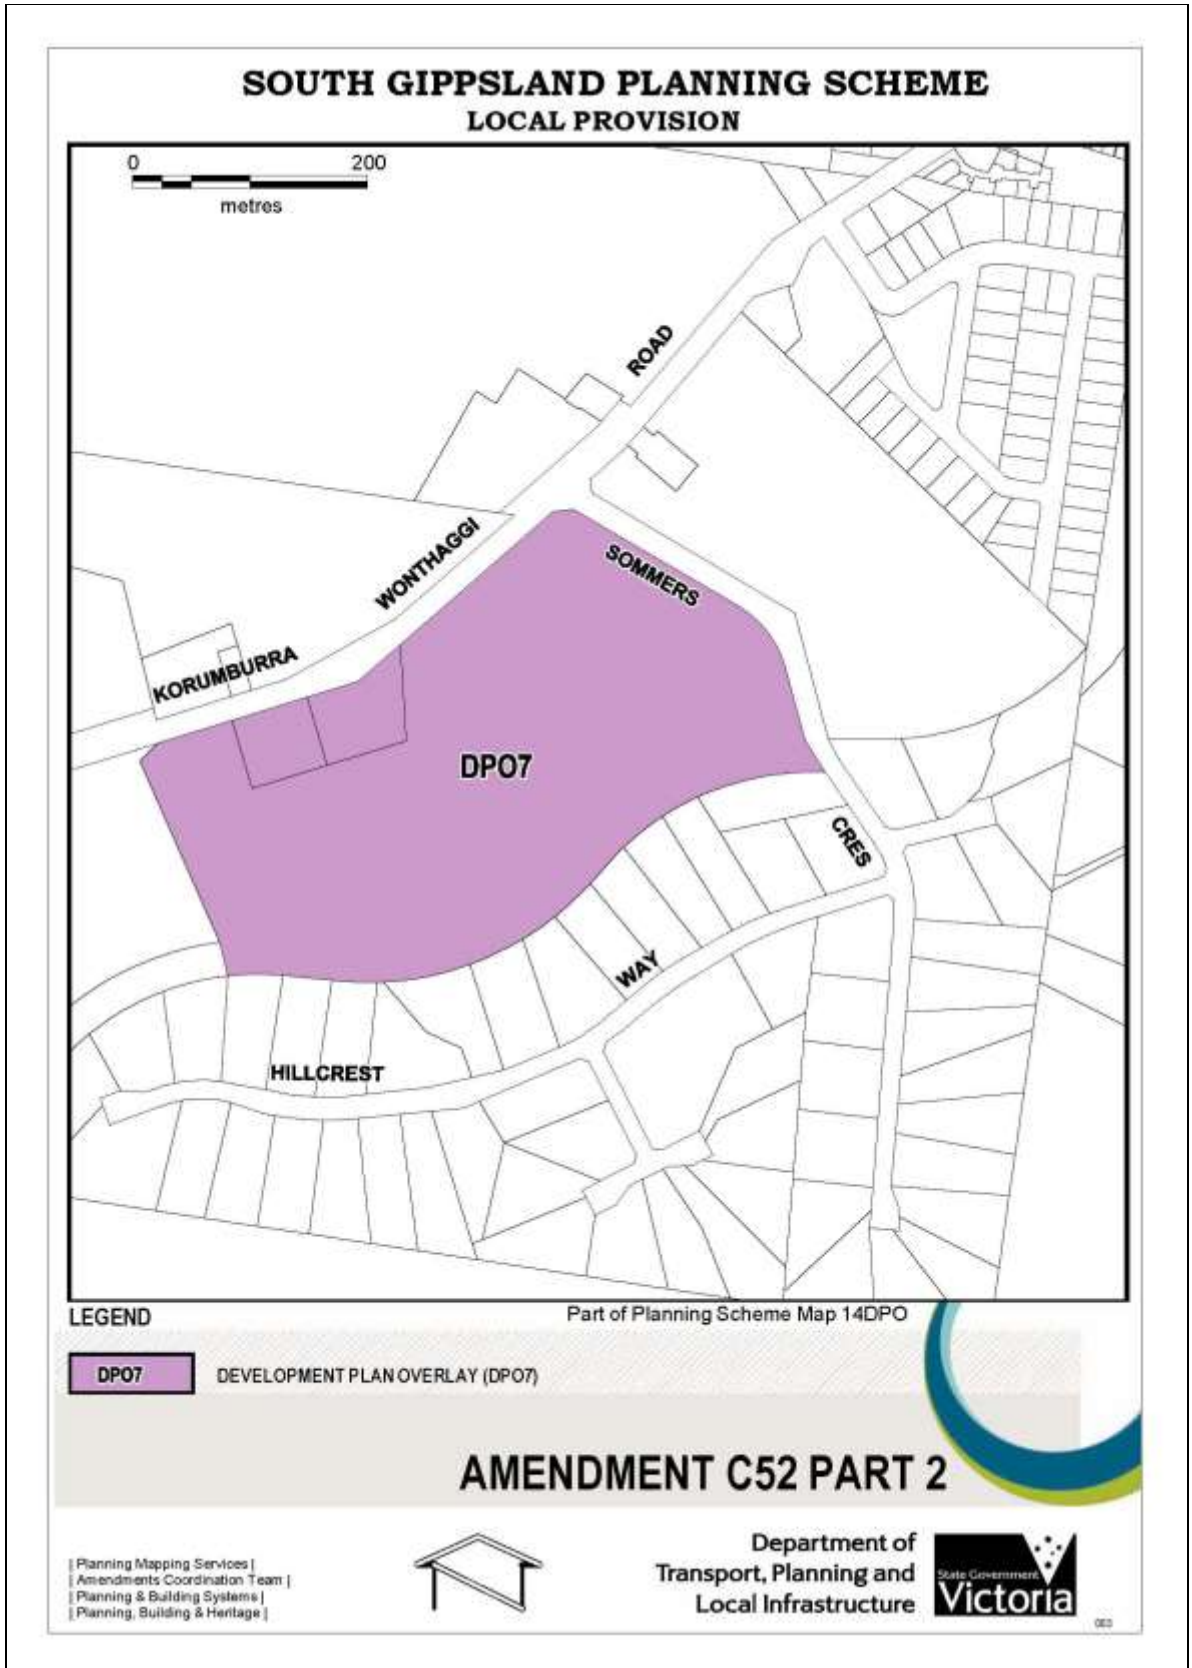 SOUTH GIPPSLAND PLANNING SCHEME
LOCAL PROVISION
0 200
metres
ROAD
WONTHAGGI
SOMMERS
KORUMBURRA
DPO7
CRES
WAY
HILLCREST
LEGEND
Part of Planning Scheme Map 14DPO
DPO7 DEVELOPMENT PLAN OVERLAY (DPO7)
AMENDMENT C52 PART 2
| Planning Mapping Services |
| Amendments Coordination Team |
| Planning & Building Systems |
| Planning, Building & Heritage |
Department of
Transport, Planning and
Local Infrastructure
State Government
Victoria
003